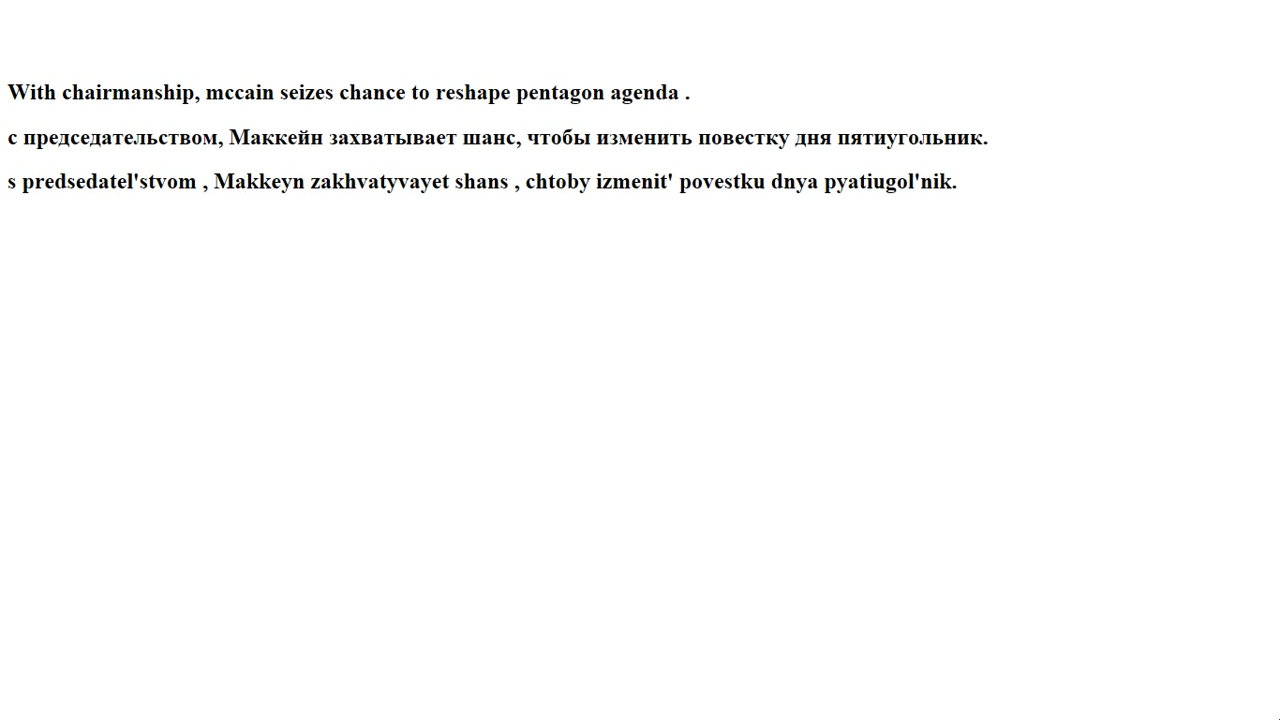 With chairmanship, mccain seizes chance to reshape pentagon agenda .
с председательством, Маккейн захватывает шанс, чтобы изменить повестку дня пятиугольник.
s predsedatel'stvom , Makkeyn zakhvatyvayet shans , chtoby izmenit' povestku dnya pyatiugol'nik.